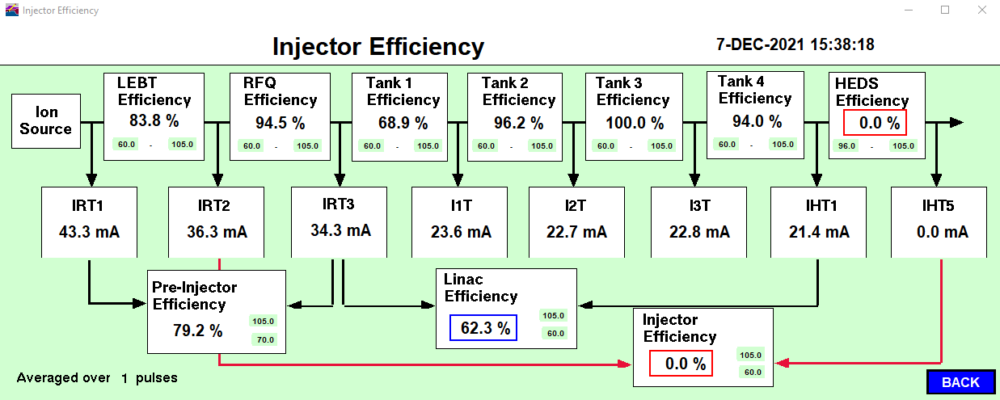 Injector Efficiency
Injector Efficiency
7-DEC-2021 15:38:18
Ion
Source
LEBT
Efficiency
83.8 %
60.0 - 105.0
RFQ
Efficiency
94.5 %
60.0 - 105.0
Tank 1
Efficiency
68.9 %
60.0 - 105.0
Tank 2
Efficiency
96.2 %
60.0 - 105.0
Tank 3
Efficiency
100.0 %
60.0 - 105.0
Tank 4
Efficiency
94.0 %
60.0 - 105.0
HEDS
Efficiency
0.0 %
96.0 - 105.0
IRT1
43.3 mA
IRT2
36.3 mA
IRT3
34.3 mA
I1T
23.6 mA
I2T
22.7 mA
I3T
22.8 mA
IHT1
21.4 mA
IHT5
0.0 mA
Pre-Injector
Efficiency
79.2 %
105.0
70.0
Linac
Efficiency
62.3 %
105.0
60.0
Injector
Efficiency
0.0 %
105.0
60.0
Averaged over 1 pulses
BACK